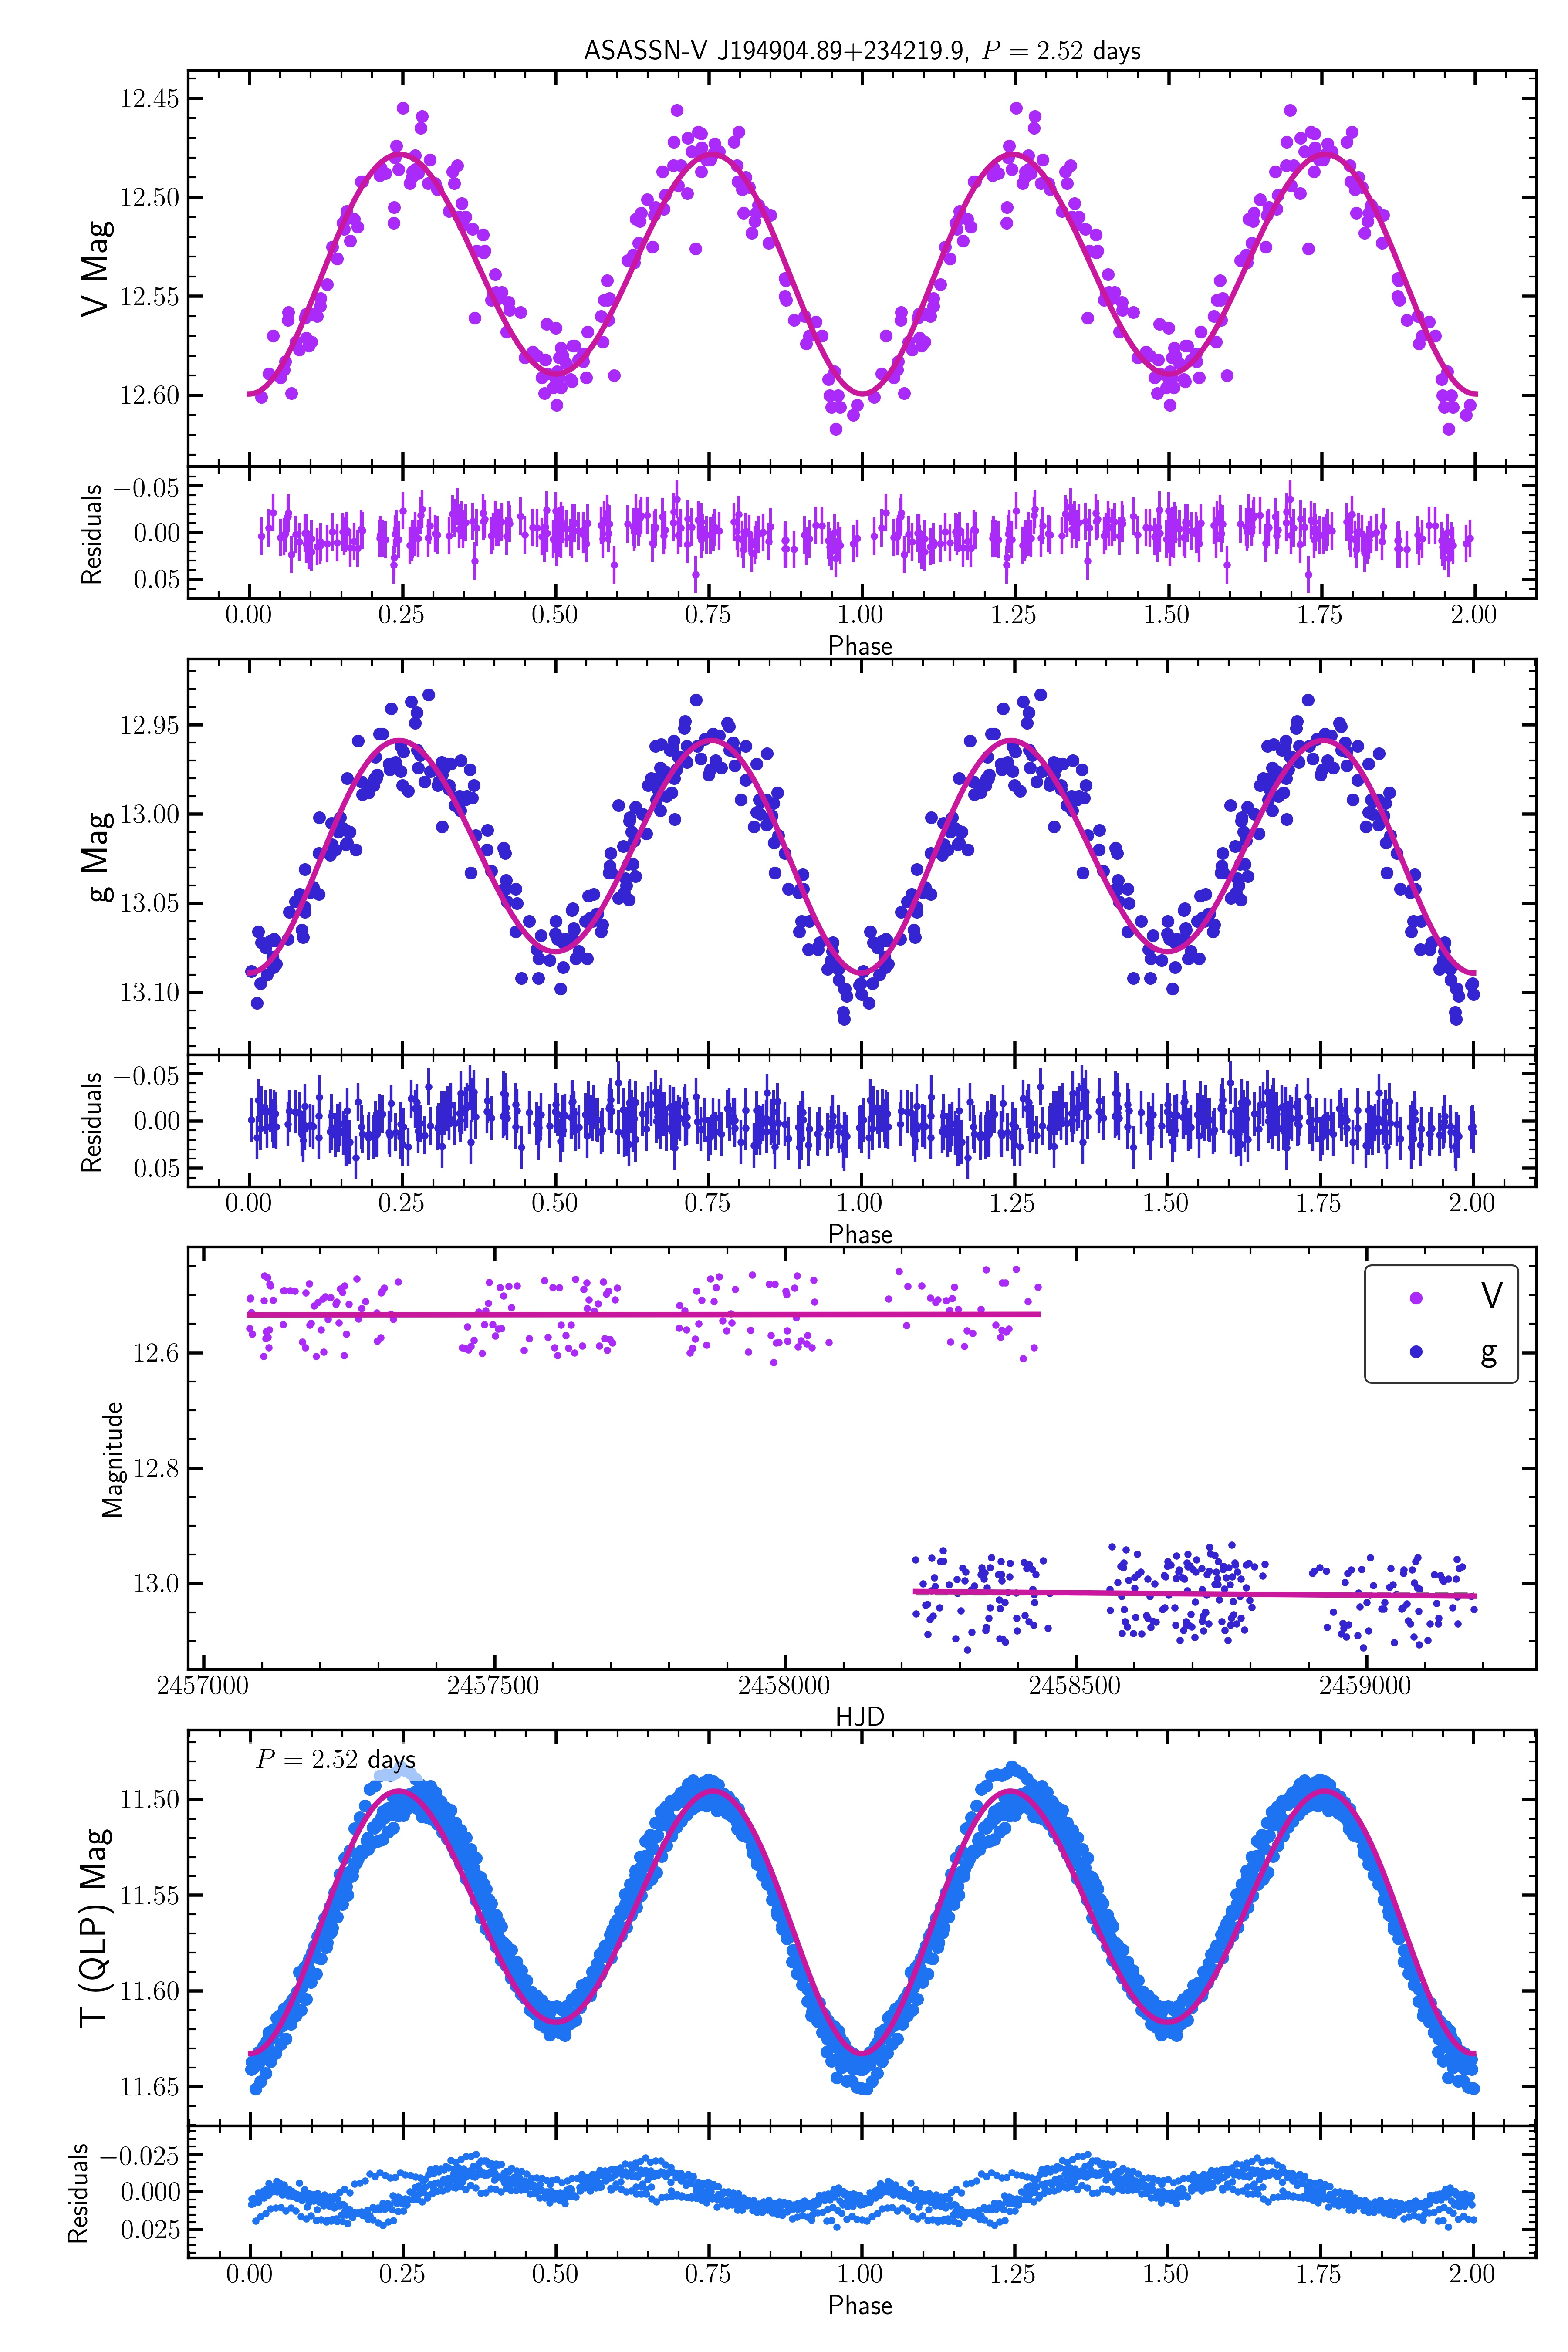 ASASSN-V J194904.89+234219.9, P = 2.52 days
12.45
12.50
12.55
12.60
V Mag
−0.05
0.00
0.05
Residuals
0.00 0.25 0.50 0.75 1.00 1.25 1.50 1.75 2.00
Phase
12.95
13.00
13.05
13.10
g Mag
−0.05
0.00
0.05
Residuals
0.00 0.25 0.50 0.75 1.00 1.25 1.50 1.75 2.00
Phase
V
g
12.6
12.8
13.0
Magnitude
2457000 2457500 2458000 2458500 2459000
HJD
P = 2.52 days
11.50
11.55
11.60
11.65
T (QLP) Mag
−0.025
0.000
0.025
Residuals
0.00 0.25 0.50 0.75 1.00 1.25 1.50 1.75 2.00
Phase